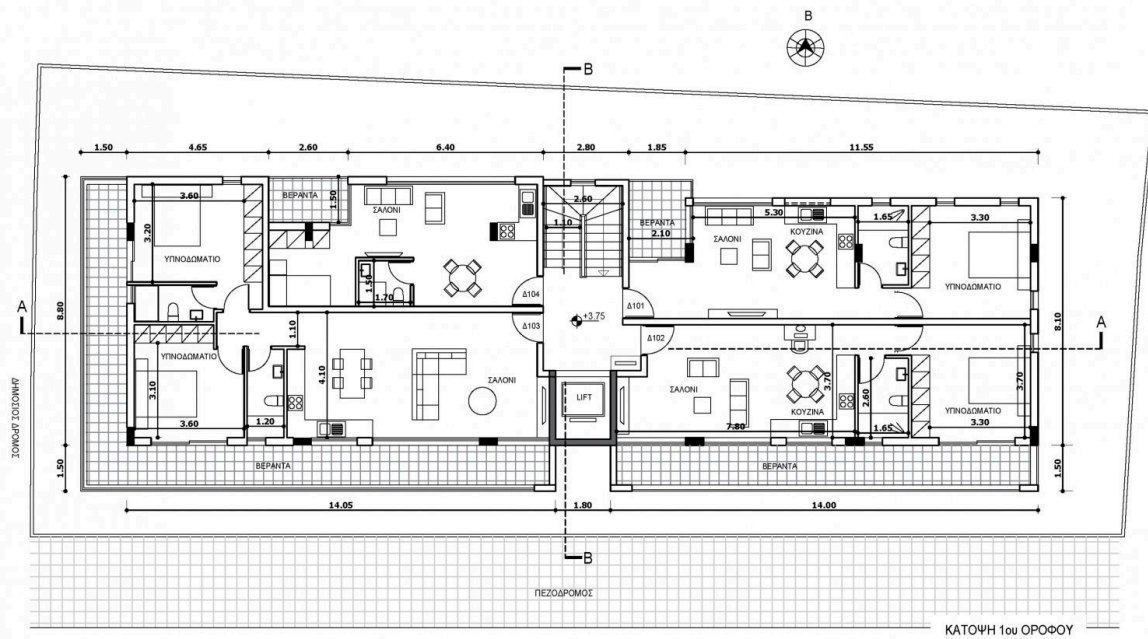 B
B
1.50 4.65 2.60 6.40 2.80 1.85 11.55
3.60
ΒΕΡΑΝΤΑ
1.50
ΣΑΛΟΝΙ
2.60
1.10
ΒΕΡΑΝΤΑ
2.10
5.30
ΣΑΛΟΝΙ
ΚΟΥΖΙΝΑ
1.65
3.30
3.20
ΥΠΝΟΔΩΜΑΤΙΟ
1.50
1.70
Δ104
Δ101
ΥΠΝΟΔΩΜΑΤΙΟ
A
8.80
1.10
Δ103
+3.75
Δ102
8.10
A
ΥΠΝΟΔΩΜΑΤΙΟ
3.10
3.60
1.20
4.10
ΣΑΛΟΝΙ
LIFT
ΣΑΛΟΝΙ
3.70
ΚΟΥΖΙΝΑ
7.80
2.60
1.65
3.70
ΥΠΝΟΔΩΜΑΤΙΟ
3.30
ΔΗΜΟΣΙΟΣ ΔΡΟΜΟΣ
1.50
ΒΕΡΑΝΤΑ
ΒΕΡΑΝΤΑ
1.50
14.05 1.80 14.00
B
ΠΕΖΟΔΡΟΜΟΣ
ΚΑΤΟΨΗ 1ου ΟΡΟΦΟΥ